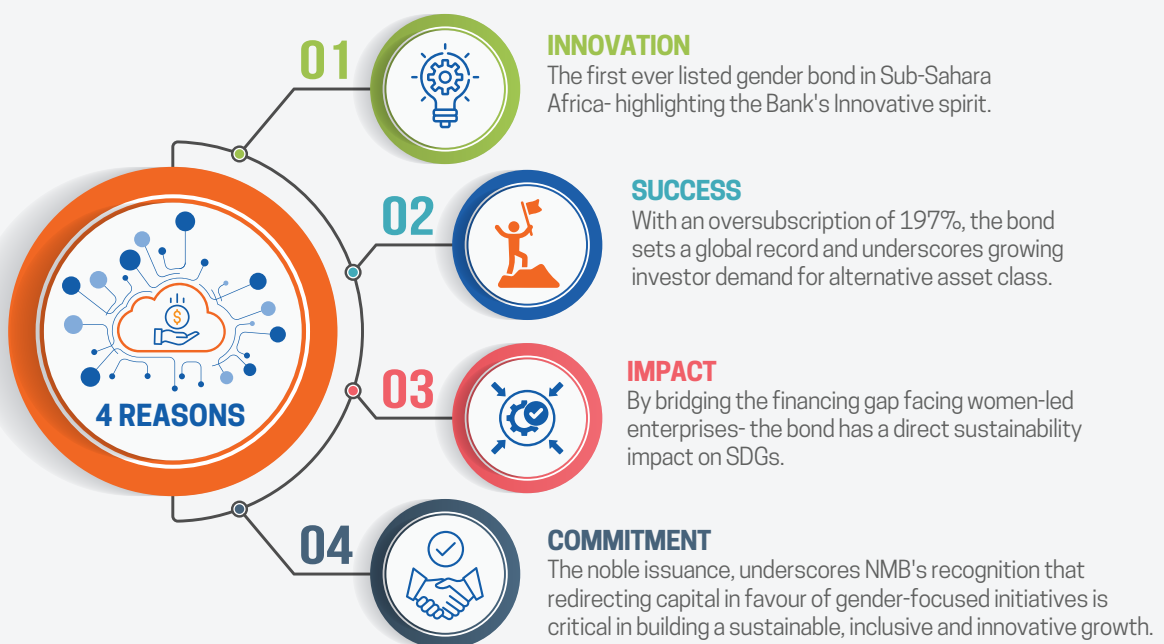 4 REASONS
01
INNOVATION
The first ever listed gender bond in Sub-Sahara
Africa- highlighting the Bank's Innovative spirit.
02
SUCCESS
With an oversubscription of 197%, the bond
sets a global record and underscores growing
investor demand for alternative asset class.
03
IMPACT
By bridging the financing gap facing women-led
enterprises- the bond has a direct sustainability
impact on SDGs.
04
COMMITMENT
The noble issuance, underscores NMB's recognition that
redirecting capital in favour of gender-focused initiatives is
critical in building a sustainable, inclusive and innovative growth.
$